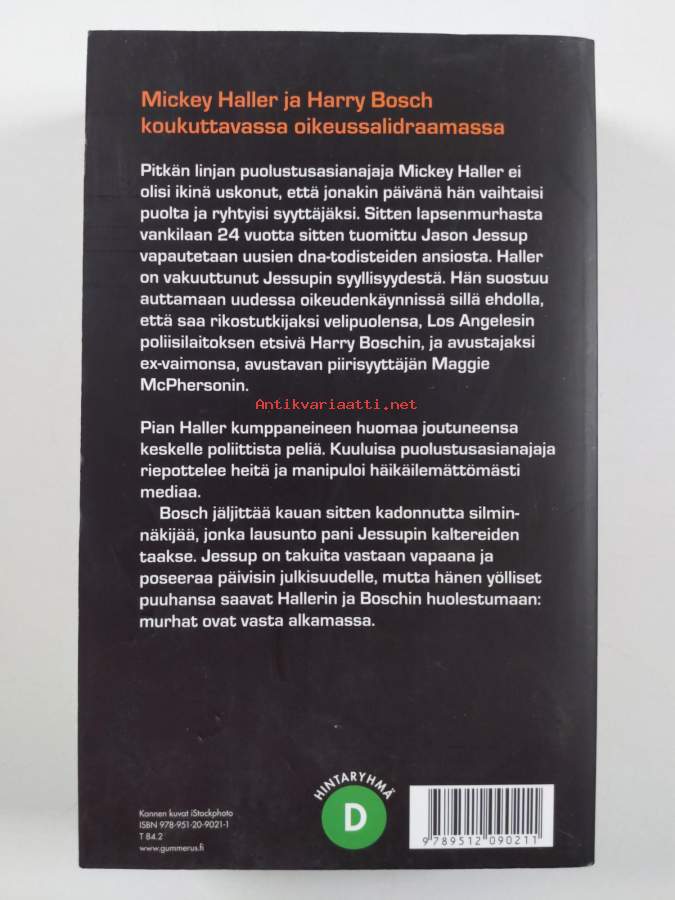 Mickey Haller ja Harry Bosch
koukuttavassa oikeussalidraamassa
Pitkän linjan puolustusasianajaja Mickey Haller ei
olisi ikinä uskonut, että jonakin päivänä hän vaihtaisi
puolta ja ryhtyisi syyttäjäksi. Sitten lapsenmurhasta
vankilaan 24 vuotta sitten tuomittu Jason Jessup
vapautetaan uusien dna-todisteiden ansiosta. Haller
on vakuuttunut Jessupin syyllisyydestä. Hän suostuu
auttamaan uudessa oikeudenkäynnissä sillä ehdolla,
että saa rikostutkijaksi velipuolensa, Los Angelesin
poliisilaitoksen etsivä Harry Boschin, ja avustajaksi
ex-vaimonsa, avustavan piirisyyttäjän Maggie
McPhersonin.
Antikvariaatti.net
Pian Haller kumppaneineen huomaa joutuneensa
keskelle poliittista peliä. Kuuluisa puolustusasianajaja
riepottelee heitä ja manipuloi häikäilemättömästi
mediaa.
Bosch jäljittää kauan sitten kadonnutta silmin-
näkijää, jonka lausunto pani Jessupin kaltereiden
taakse. Jessup on takuita vastaan vapaana ja
poseeraa päivisin julkisuudelle, mutta hänen yölliset
puuhansa saavat Hallerin ja Boschin huolestumaan:
murhat ovat vasta alkamassa.
Kannen kuvat iStockphoto
ISBN 978-951-20-9021-1
T 84.2
www.gummerus.fi
HINTARYHMÄ
D
9789512090211